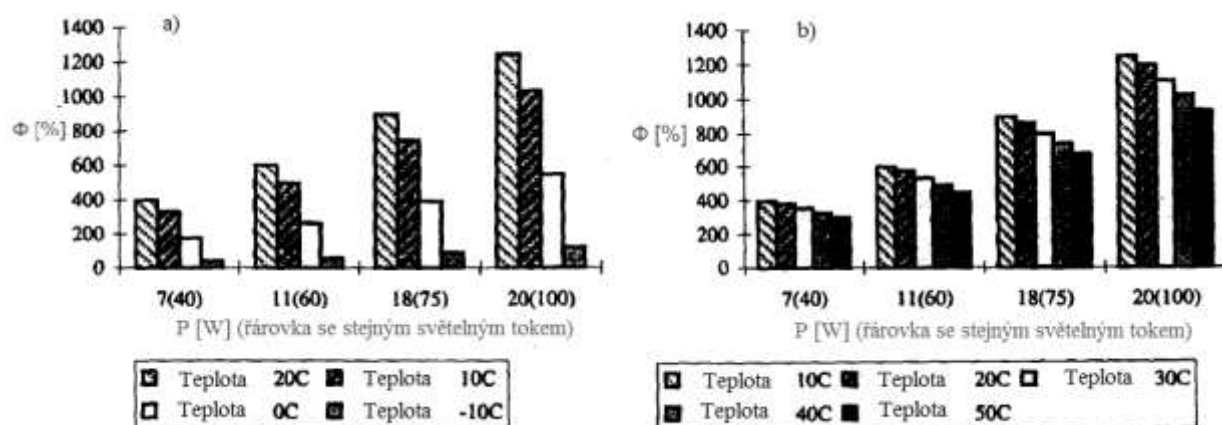 a)
1400
1200
1000
Φ [%] 800
600
400
200
0
7(40) 11(60) 18(75) 20(100)
P [W] (řárovka se stejným světelným tokem)
Teplota 20C Teplota 10C
Teplota 0C Teplota -10C
b)
1400
1200
1000
Φ [%] 800
600
400
200
0
7(40) 11(60) 18(75) 20(100)
P [W] (řárovka se stejným světelným tokem)
Teplota 10C Teplota 20C Teplota 30C
Teplota 40C Teplota 50C